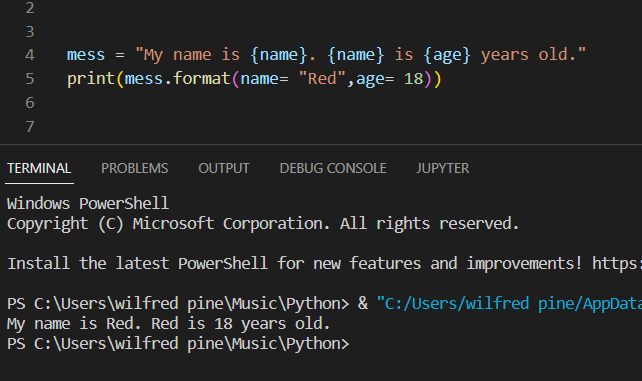 2
3
4 mess = "My name is {name}. {name} is {age} years old."
5 print(mess.format(name= "Red",age= 18))
6
7
TERMINAL PROBLEMS OUTPUT DEBUG CONSOLE JUPYTER
Windows PowerShell
Copyright (C) Microsoft Corporation. All rights reserved.
Install the latest PowerShell for new features and improvements! https:
PS C:\Users\wilfred pine\Music\Python> & "C:/Users/wilfred pine/AppData
My name is Red. Red is 18 years old.
PS C:\Users\wilfred pine\Music\Python>